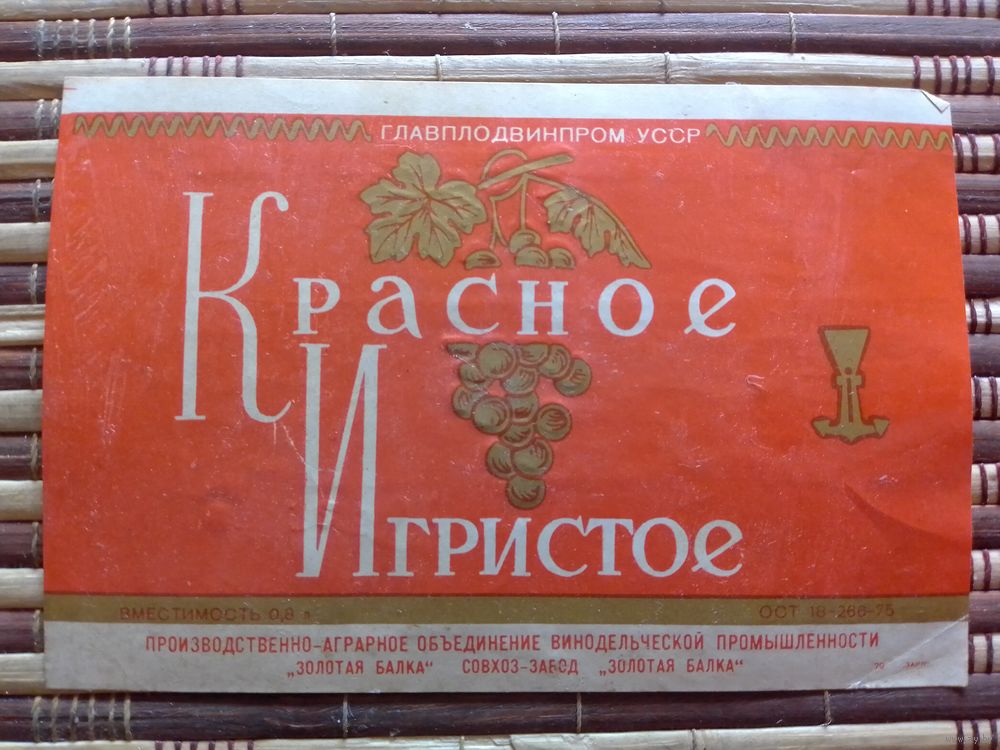 ГЛАВПЛОДВИНПРОМ УССР
Красное
Игристое
ВМЕСТИМОСТЬ 0,8 л ОСТ 18-266-75
ПРОИЗВОДСТВЕННО-АГРАРНОЕ ОБЪЕДИНЕНИЕ ВИНОДЕЛЬЧЕСКОЙ ПРОМЫШЛЕННОСТИ
„ЗОЛОТАЯ БАЛКА“ СОВХОЗ-ЗАВОД „ЗОЛОТАЯ БАЛКА“